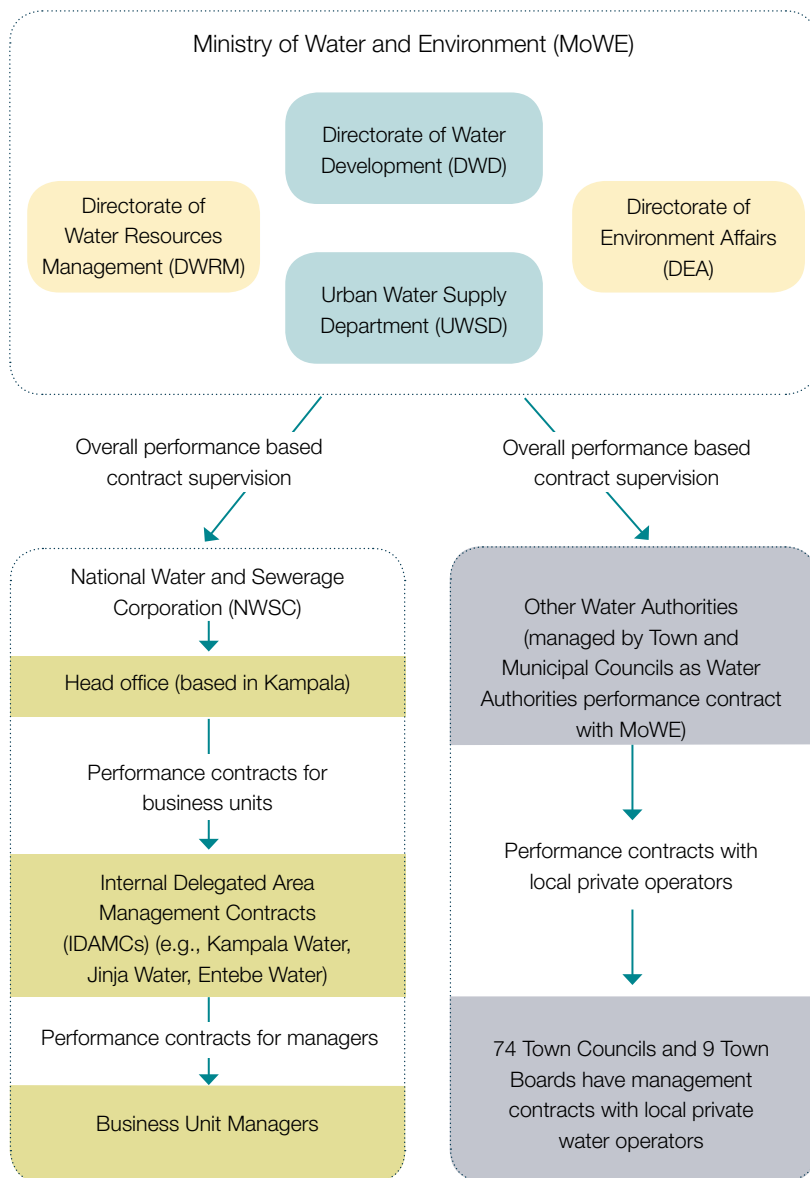 Ministry of Water and Environment (MoWE)
Directorate of Water
Development (DWD)
Directorate of
Water Resources
Management (DWRM)
Directorate of
Environment Affairs
(DEA)
Urban Water Supply
Department (UWSD)
Overall performance based
contract supervision
Overall performance based
contract supervision
National Water and Sewerage
Corporation (NWSC)
Head office (based in Kampala)
Performance contracts for
business units
Internal Delegated Area
Management Contracts
(IDAMCs) (e.g., Kampala Water,
Jinja Water, Entebe Water)
Performance contracts for managers
Business Unit Managers
Other Water Authorities
(managed by Town and
Municipal Councils as Water
Authorities performance contract
with MoWE)
Performance contracts with
local private operators
74 Town Councils and 9 Town
Boards have management
contracts with local private
water operators